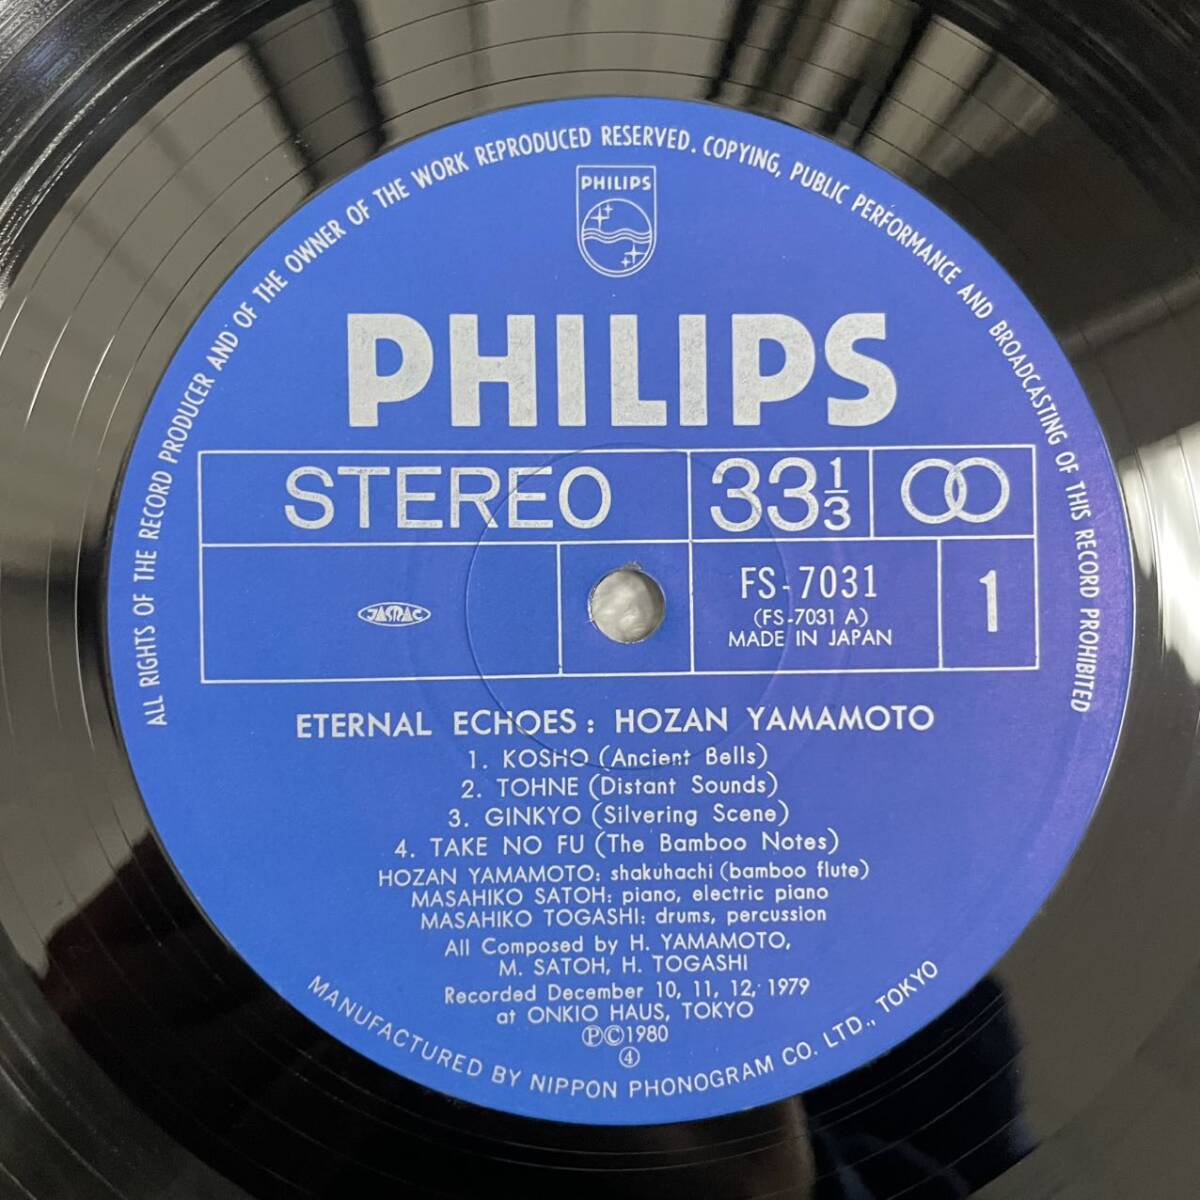 ALL RIGHTS OF THE RECORD PRODUCER AND OF THE OWNER OF THE WORK REPRODUCED RESERVED. COPYING, PUBLIC PERFORMANCE AND BROADCASTING OF THIS RECORD PROHIBITED
PHILIPS
PHILIPS
STEREO 33 1/3
JASRAC
FS-7031
(FS-7031 A)
MADE IN JAPAN
1
ETERNAL ECHOES : HOZAN YAMAMOTO
1. KOSHO (Ancient Bells)
2. TOHNE (Distant Sounds)
3. GINKYO (Silvering Scene)
4. TAKE NO FU (The Bamboo Notes)
HOZAN YAMAMOTO: shakuhachi (bamboo flute)
MASAHIKO SATOH: piano, electric piano
MASAHIKO TOGASHI: drums, percussion
All Composed by H. YAMAMOTO,
M. SATOH, H. TOGASHI
Recorded December 10, 11, 12, 1979
at ONKIO HAUS, TOKYO
Ⓟ©1980
④
MANUFACTURED BY NIPPON PHONOGRAM CO. LTD., TOKYO